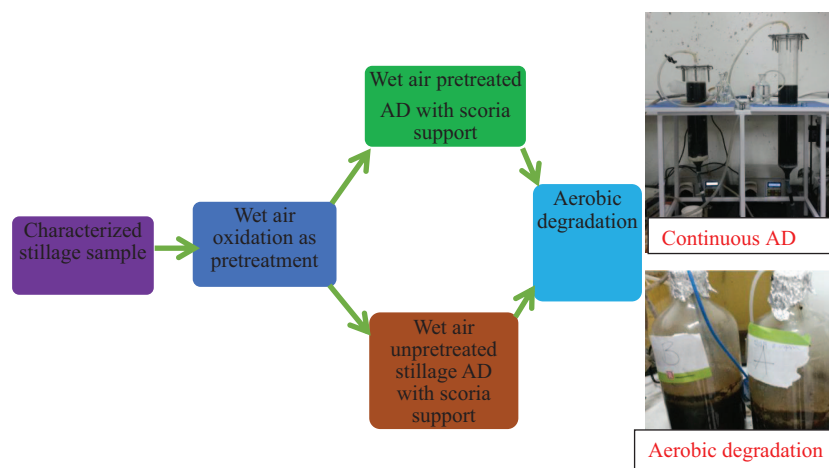 Characterized
stillage sample
Wet air
oxidation as
pretreatment
Wet air pretreated
AD with scoria
support
Wet air
unpretreated
stillage AD
with scoria
support
Aerobic
degradation
Continuous AD
B
A
Aerobic degradation